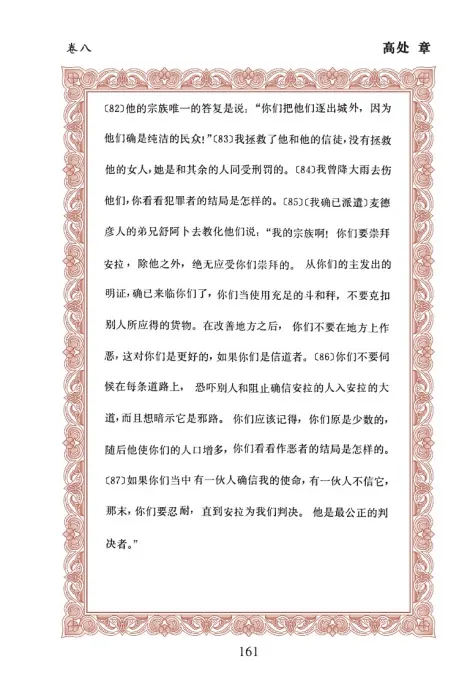 卷八 高处 章
〔82〕他的宗族唯一的答复是说：“你们把他们逐出城外，因为
他们确是纯洁的民众！”〔83〕我拯救了他和他的信徒，没有拯救
他的女人，她是和其余的人同受刑罚的。〔84〕我曾降大雨去伤
他们，你看看犯罪者的结局是怎样的。〔85〕〔我确已派遣〕麦德
彦人的弟兄舒阿卜去教化他们说：“我的宗族啊！ 你们要崇拜
安拉，除他之外，绝无应受你们崇拜的。 从你们的主发出的
明证，确已来临你们了，你们当使用充足的斗和秤，不要克扣
别人所应得的货物。在改善地方之后， 你们不要在地方上作
恶，这对你们是更好的，如果你们是信道者。〔86〕你们不要伺
候在每条道路上， 恐吓别人和阻止确信安拉的人入安拉的大
道，而且想暗示它是邪路。 你们应该记得，你们原是少数的，
随后他使你们的人口增多，你们看看作恶者的结局是怎样的。
〔87〕如果你们当中有一伙人确信我的使命，有一伙人不信它，
那末，你们要忍耐，直到安拉为我们判决。 他是最公正的判
决者。”
161